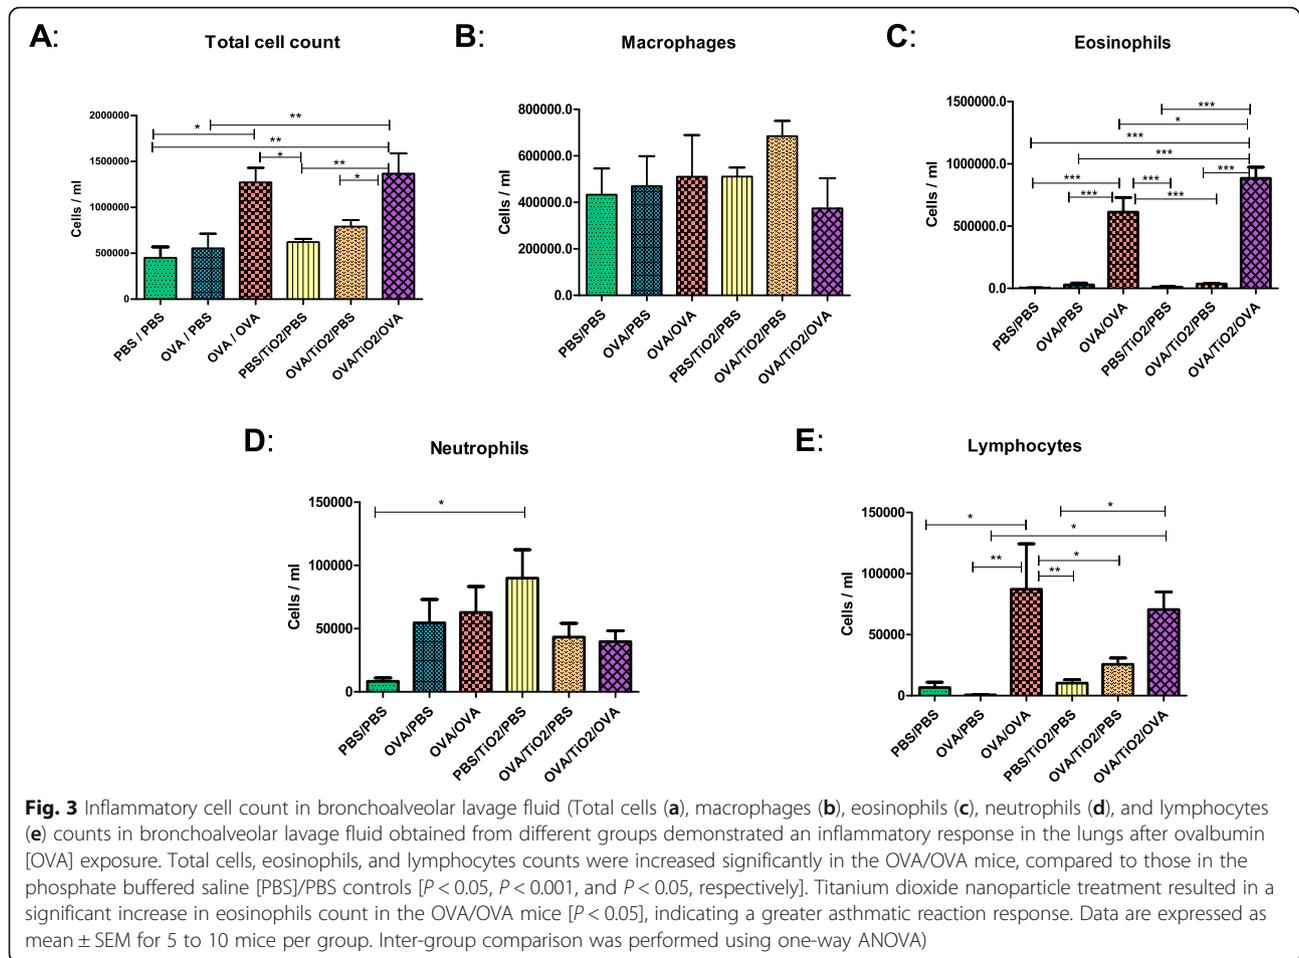 A:
Total cell count
2000000
1500000
1000000
500000
0
Cells / ml
**
*
**
*
**
*
PBS / PBS
OVA / PBS
OVA / OVA
PBS/TiO2/PBS
OVA/TiO2/PBS
OVA/TiO2/OVA
B:
Macrophages
800000.0
600000.0
400000.0
200000.0
0.0
Cells / ml
PBS/PBS
OVA/PBS
OVA/OVA
PBS/TiO2/PBS
OVA/TiO2/PBS
OVA/TiO2/OVA
C:
Eosinophils
1500000.0
1000000.0
500000.0
0.0
Cells / ml
***
*
***
***
***
***
***
***
***
PBS/PBS
OVA/PBS
OVA/OVA
PBS/TiO2/PBS
OVA/TiO2/PBS
OVA/TiO2/OVA
D:
Neutrophils
150000
100000
50000
0
Cells / ml
*
PBS/PBS
OVA/PBS
OVA/OVA
PBS/TiO2/PBS
OVA/TiO2/PBS
OVA/TiO2/OVA
E:
Lymphocytes
150000
100000
50000
0
Cells / ml
*
*
*
**
*
**
PBS/PBS
OVA/PBS
OVA/OVA
PBS/TiO2/PBS
OVA/TiO2/PBS
OVA/TiO2/OVA
Fig. 3 Inflammatory cell count in bronchoalveolar lavage fluid (Total cells (a), macrophages (b), eosinophils (c), neutrophils (d), and lymphocytes
(e) counts in bronchoalveolar lavage fluid obtained from different groups demonstrated an inflammatory response in the lungs after ovalbumin
[OVA] exposure. Total cells, eosinophils, and lymphocytes counts were increased significantly in the OVA/OVA mice, compared to those in the
phosphate buffered saline [PBS]/PBS controls [P < 0.05, P < 0.001, and P < 0.05, respectively]. Titanium dioxide nanoparticle treatment resulted in a
significant increase in eosinophils count in the OVA/OVA mice [P < 0.05], indicating a greater asthmatic reaction response. Data are expressed as
mean ± SEM for 5 to 10 mice per group. Inter-group comparison was performed using one-way ANOVA)